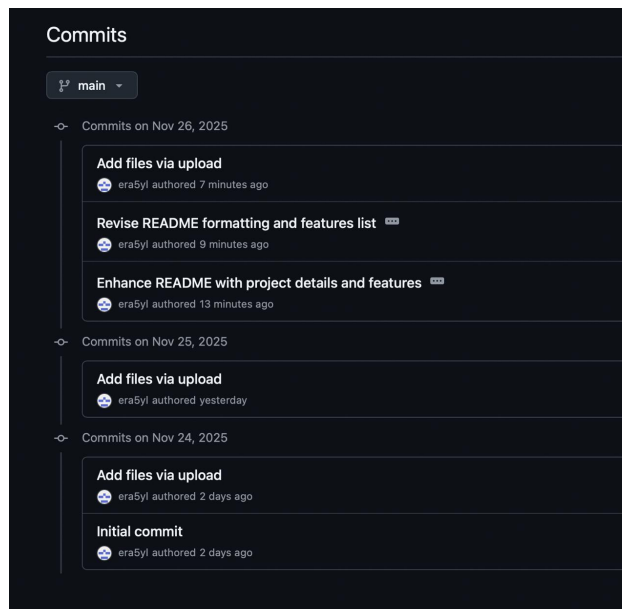 Commits
main
Commits on Nov 26, 2025
Add files via upload
era5yl authored 7 minutes ago
Revise README formatting and features list
era5yl authored 9 minutes ago
Enhance README with project details and features
era5yl authored 13 minutes ago
Commits on Nov 25, 2025
Add files via upload
era5yl authored yesterday
Commits on Nov 24, 2025
Add files via upload
era5yl authored 2 days ago
Initial commit
era5yl authored 2 days ago